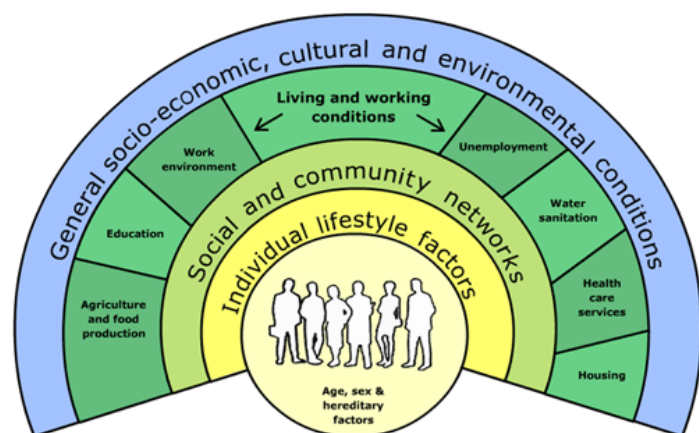 General socio-economic, cultural and environmental conditions
Living and working
conditions
Work
environment
Unemployment
Education
Water
sanitation
Agriculture
and food
production
Health
care
services
Housing
Social and community networks
Individual lifestyle factors
Age, sex &
hereditary
factors